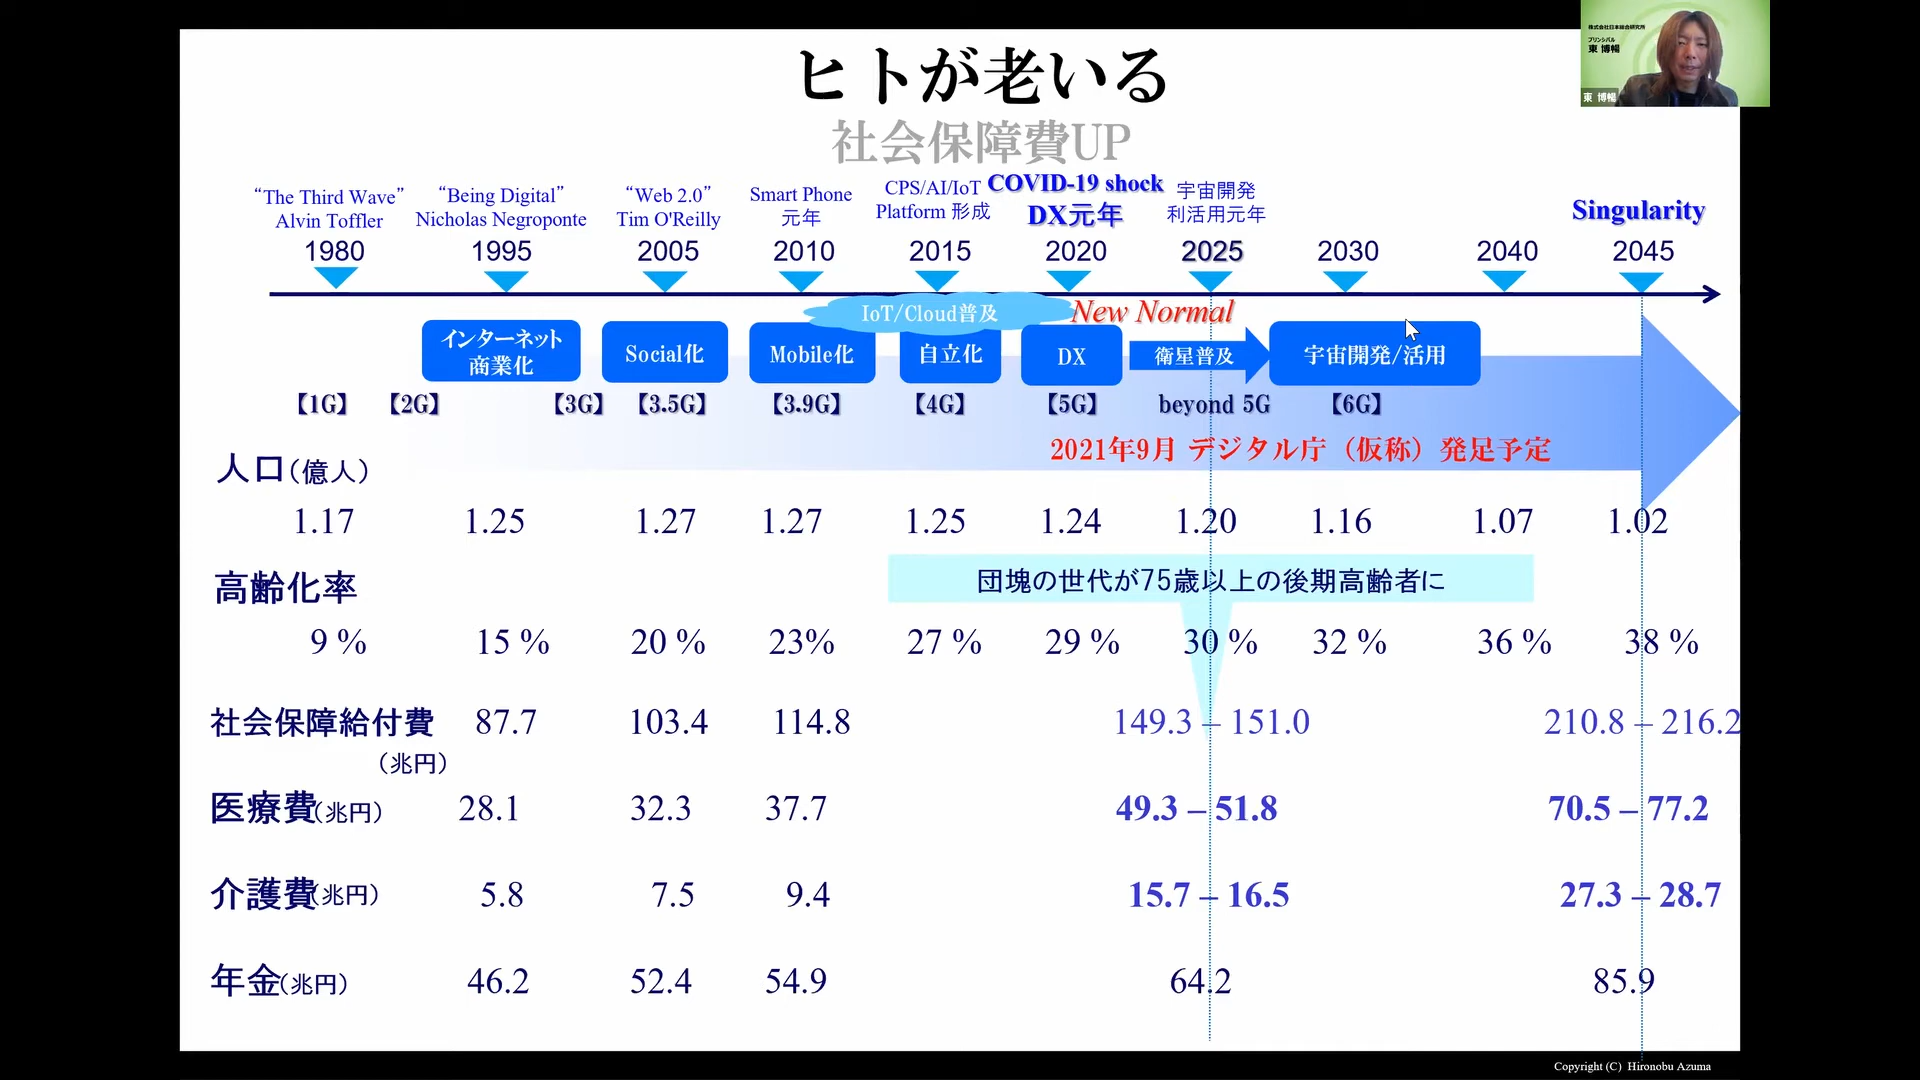 株式会社日本総合研究所
プリンシパル
東 博暢
東 博暢
ヒトが老いる
社会保障費UP
“The Third Wave” Alvin Toffler
“Being Digital” Nicholas Negroponte
“Web 2.0” Tim O'Reilly
Smart Phone 元年
CPS/AI/IoT Platform 形成
COVID-19 shock DX元年
宇宙開発 利活用元年
Singularity
1980 1995 2005 2010 2015 2020 2025 2030 2040 2045
IoT/Cloud普及
New Normal
インターネット 商業化
Social化
Mobile化
自立化
DX
衛星普及
宇宙開発/活用
【1G】 【2G】 【3G】 【3.5G】 【3.9G】 【4G】 【5G】 beyond 5G 【6G】
2021年9月 デジタル庁（仮称）発足予定
人口(億人)
1.17 1.25 1.27 1.27 1.25 1.24 1.20 1.16 1.07 1.02
団塊の世代が75歳以上の後期高齢者に
高齢化率
9 % 15 % 20 % 23% 27 % 29 % 30 % 32 % 36 % 38 %
社会保障給付費 87.7 103.4 114.8 149.3 – 151.0 210.8 – 216.2
(兆円)
医療費(兆円) 28.1 32.3 37.7 49.3 – 51.8 70.5 – 77.2
介護費(兆円) 5.8 7.5 9.4 15.7 – 16.5 27.3 – 28.7
年金(兆円) 46.2 52.4 54.9 64.2 85.9
Copyright (C) Hironobu Azuma